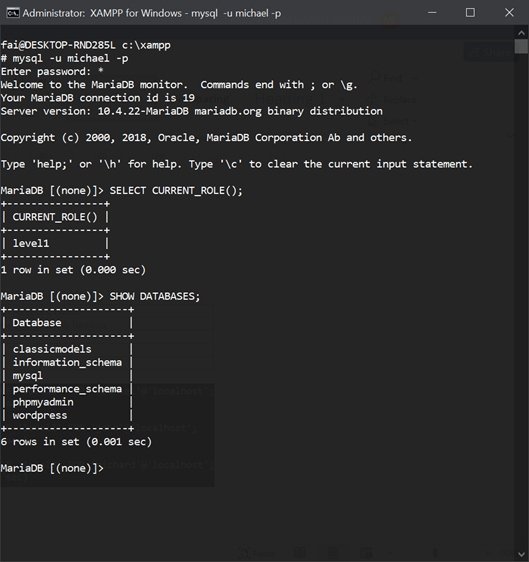 Administrator: XAMPP for Windows - mysql -u michael -p
fai@DESKTOP-RND285L c:\xampp
# mysql -u michael -p
Enter password: *
Welcome to the MariaDB monitor.  Commands end with ; or \g.
Your MariaDB connection id is 19
Server version: 10.4.22-MariaDB mariadb.org binary distribution
Copyright (c) 2000, 2018, Oracle, MariaDB Corporation Ab and others.
Type 'help;' or '\h' for help. Type '\c' to clear the current input statement.
MariaDB [(none)]> SELECT CURRENT_ROLE();
+----------------+
| CURRENT_ROLE() |
+----------------+
| level1         |
+----------------+
1 row in set (0.000 sec)
MariaDB [(none)]> SHOW DATABASES;
+--------------------+
| Database           |
+--------------------+
| classicmodels      |
| information_schema |
| mysql              |
| performance_schema |
| phpmyadmin         |
| wordpress          |
+--------------------+
6 rows in set (0.001 sec)
MariaDB [(none)]>